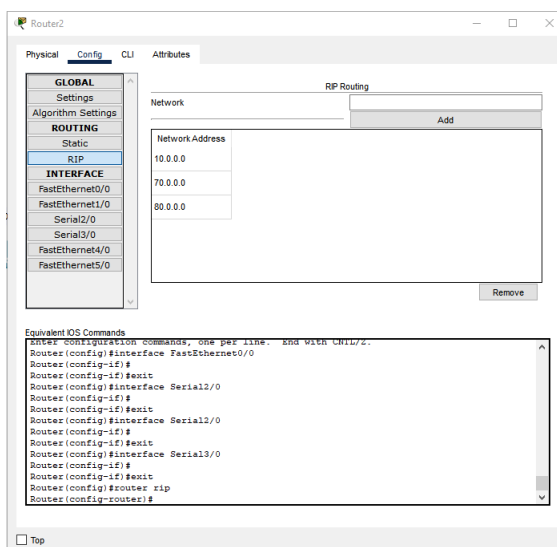 Router2
Physical Config CLI Attributes
GLOBAL
Settings
Algorithm Settings
ROUTING
Static
RIP
INTERFACE
FastEthernet0/0
FastEthernet1/0
Serial2/0
Serial3/0
FastEthernet4/0
FastEthernet5/0
RIP Routing
Network
Add
Network Address
10.0.0.0
70.0.0.0
80.0.0.0
Remove
Equivalent IOS Commands
Enter configuration commands, one per line. End with CNTL/Z.
Router(config)#interface FastEthernet0/0
Router(config-if)#
Router(config-if)#exit
Router(config)#interface Serial2/0
Router(config-if)#
Router(config-if)#exit
Router(config)#interface Serial2/0
Router(config-if)#
Router(config-if)#exit
Router(config)#interface Serial3/0
Router(config-if)#
Router(config-if)#exit
Router(config)#router rip
Router(config-router)#
Top